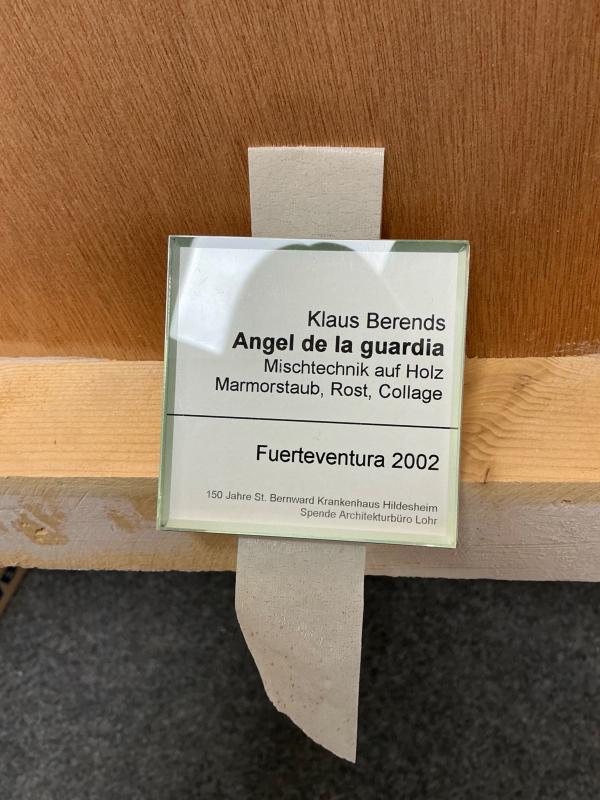 Klaus Berends
Angel de la guardia
Mischtechnik auf Holz
Marmorstaub, Rost, Collage
Fuerteventura 2002
150 Jahre St. Bernward Krankenhaus Hildesheim
Spende Architekturbüro Lohr